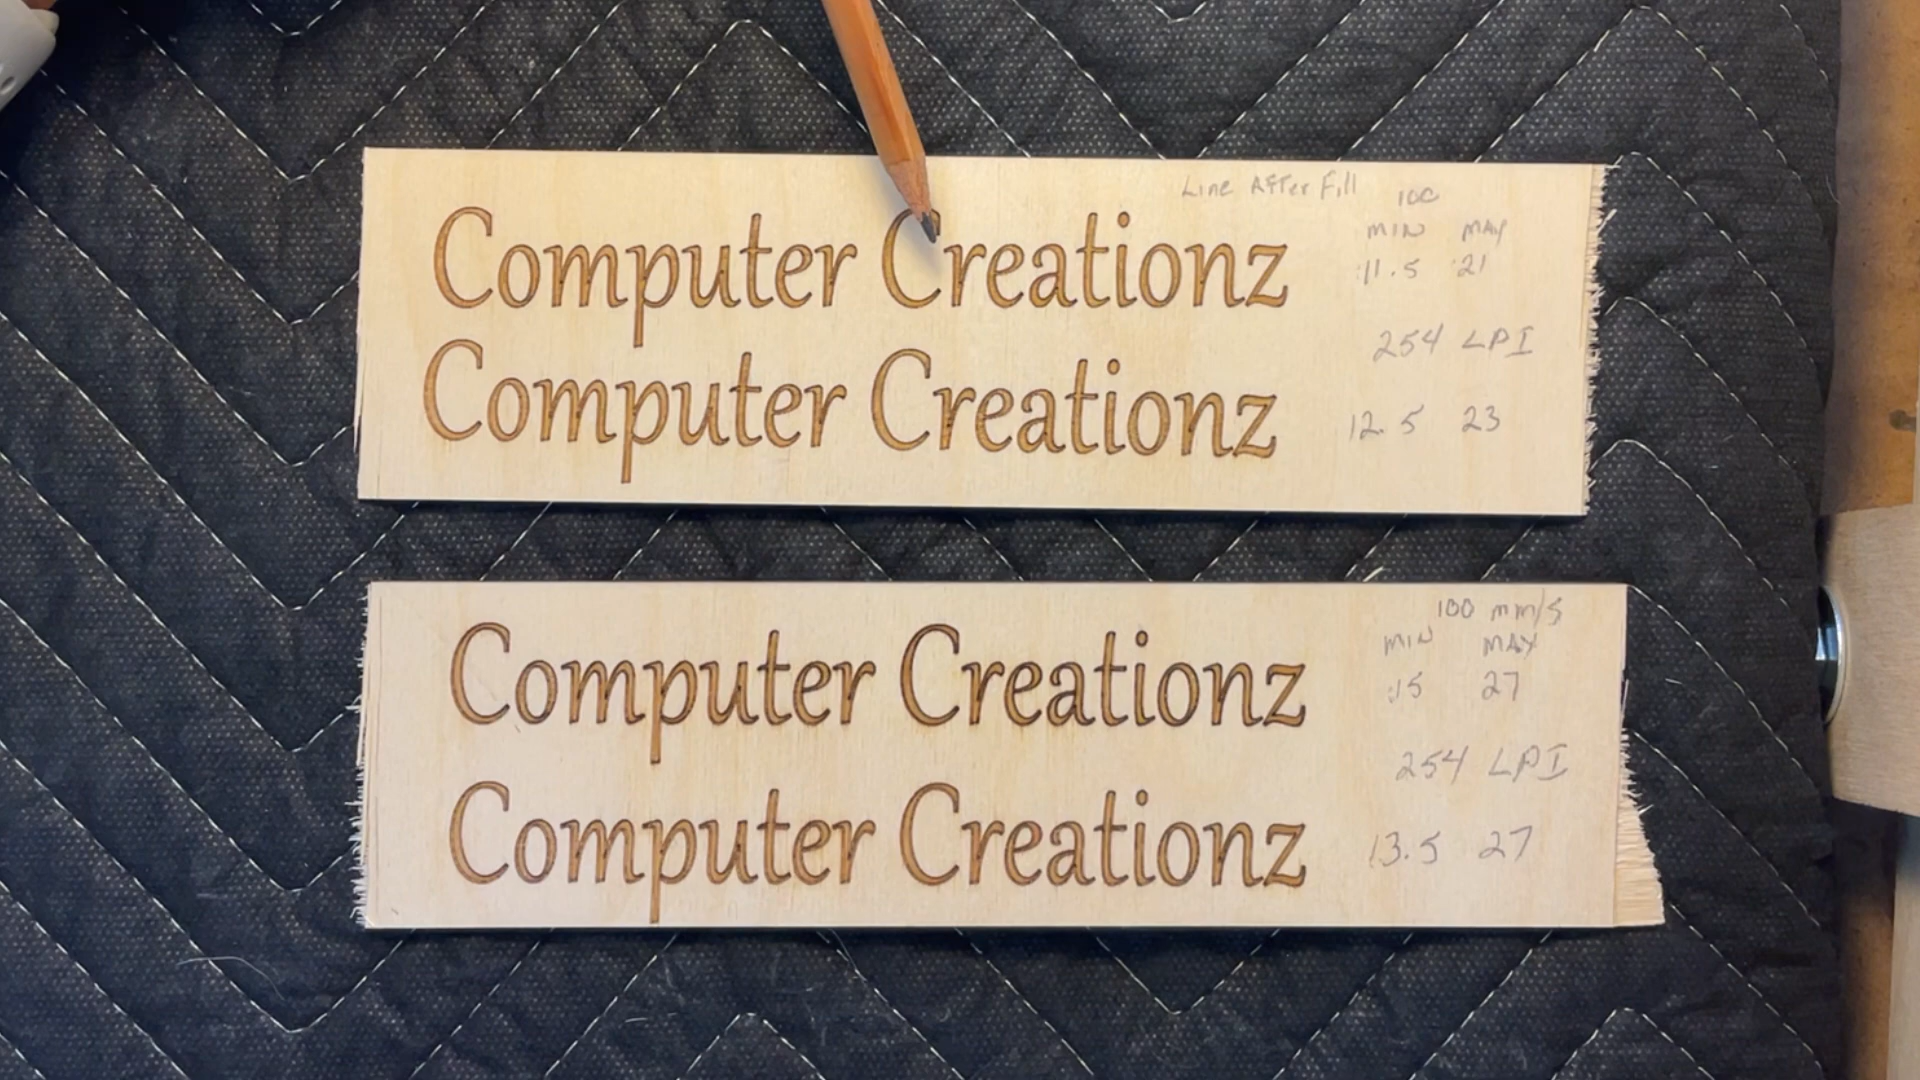 Line After Fill
100
MIN MAX
Computer Creationz
11.5 21
254 LPI
Computer Creationz
12.5 23
100 mm/s
MIN MAX
Computer Creationz
15 27
254 LPI
Computer Creationz
13.5 27